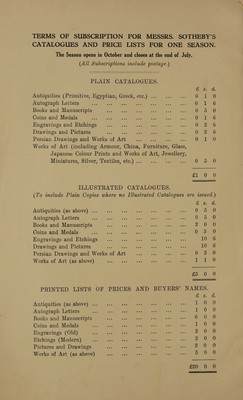 TERMS OF SUBSCRIPTION FOR MESSRS. SOTHEBY'S
CATALOGUES AND PRICE LISTS FOR ONE SEASON.
The Season opens in October and closes at the end of July.
(All Subscriptions include postage.)
PLAIN CATALOGUES.
£ s. d.
Antiquities (Primitive, Egyptian, Greek, etc.) ... ... ... 0 1 0
Autograph Letters ... ... ... ... ... ... ... 0 1 6
Books and Manuscripts ... ... ... ... ... ... 0 5 0
Coins and Medals ... ... ... ... ... ... ... 0 1 6
Engravings and Etchings ... ... ... ... ... ... 0 2 6
Drawings and Pictures ... ... ... ... ... ... 0 2 6
Persian Drawings and Works of Art ... ... ... ... 0 1 0
Works of Art (including Armour, China, Furniture, Glass,
Japanese Colour Prints and Works of Art, Jewellery,
Miniatures, Silver, Textiles, etc.) ... ... ... ... 0 5 0
£1 0 0
ILLUSTRATED CATALOGUES.
(To include Plain Copies where no Illustrated Catalogues are issued.)
£ s. d.
Antiquities (as above) ... ... ... ... ... ... 0 5 0
Autograph Letters ... ... ... ... ... ... ... 0 5 0
Books and Manuscripts ... ... ... ... ... ... 2 0 0
Coins and Medals ... ... ... ... ... ... ... 0 5 0
Engravings and Etchings ... ... ... ... ... ... 10 6
Drawings and Pictures ... ... ... ... ... ... 10 6
Persian Drawings and Works of Art ... ... ... ... 0 3 0
Works of Art (as above) ... ... ... ... ... ... 1 1 0
£5 0 0
PRINTED LISTS OF PRICES AND BUYERS' NAMES.
£ s. d.
Antiquities (as above) ... ... ... ... ... ... 1 0 0
Autograph Letters ... ... ... ... ... ... ... 1 0 0
Books and Manuscripts ... ... ... ... ... ... 6 0 0
Coins and Medals ... ... ... ... ... ... ... 1 0 0
Engravings (Old) ... ... ... ... ... ... ... 2 0 0
Etchings (Modern) ... ... ... ... ... ... ... 2 0 0
Pictures and Drawings ... ... ... ... ... ... 2 0 0
Works of Art (as above) ... ... ... ... ... ... 5 0 0
£20 0 0